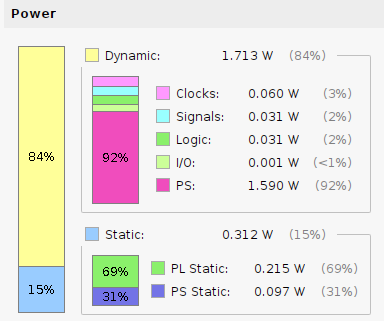 Power
Dynamic: 1.713 W (84%)
84%
92%
Clocks: 0.060 W (3%)
Signals: 0.031 W (2%)
Logic: 0.031 W (2%)
I/O: 0.001 W (<1%)
PS: 1.590 W (92%)
15%
Static: 0.312 W (15%)
69%
PL Static: 0.215 W (69%)
31%
PS Static: 0.097 W (31%)